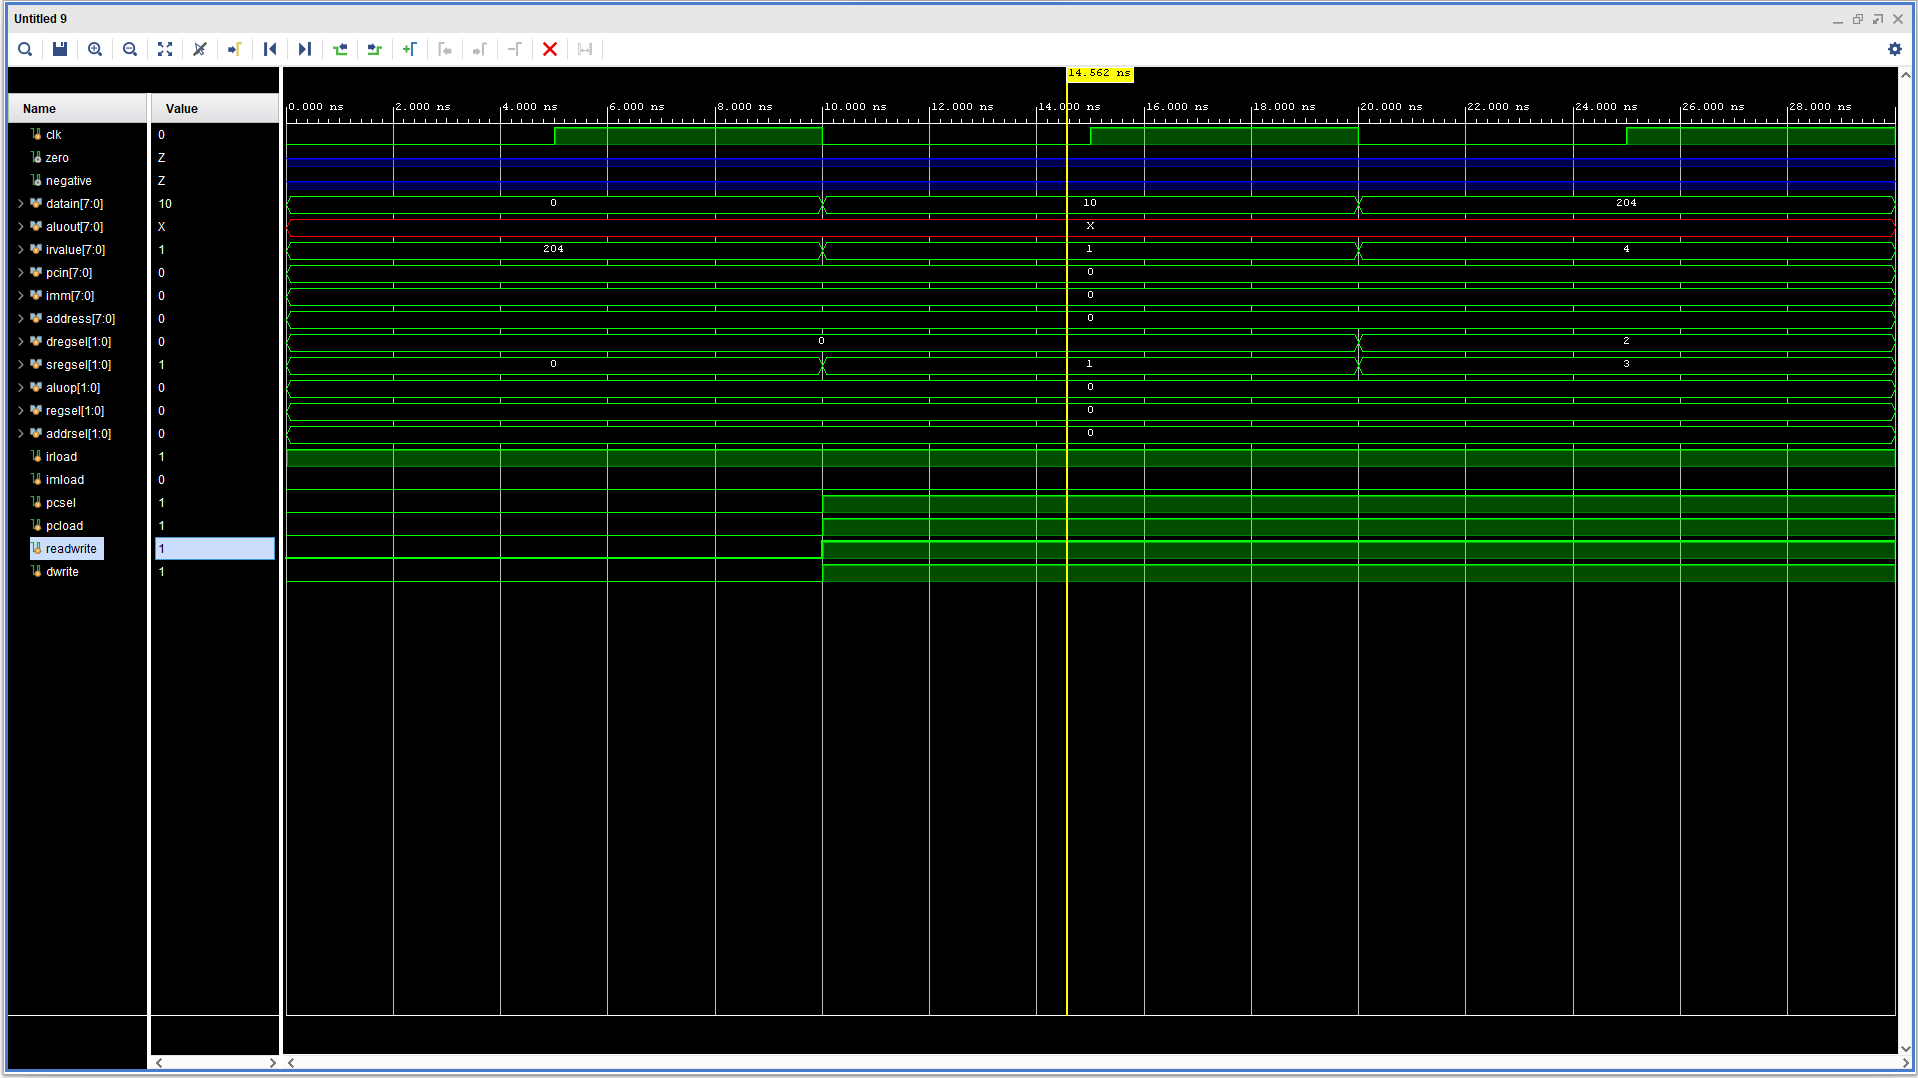 Untitled 9
14.562 ns
Name Value
0.000 ns 2.000 ns 4.000 ns 6.000 ns 8.000 ns 10.000 ns 12.000 ns 14.000 ns 16.000 ns 18.000 ns 20.000 ns 22.000 ns 24.000 ns 26.000 ns 28.000 ns
clk 0
zero Z
negative Z
datain[7:0] 10 0 10 204
aluout[7:0] X X
irvalue[7:0] 1 204 1 4
pcin[7:0] 0 0
imm[7:0] 0 0
address[7:0] 0 0
dregsel[1:0] 0 0 2
sregsel[1:0] 1 0 1 3
aluop[1:0] 0 0
regsel[1:0] 0 0
addrsel[1:0] 0 0
irload 1
imload 0
pcsel 1
pcload 1
readwrite 1
dwrite 1